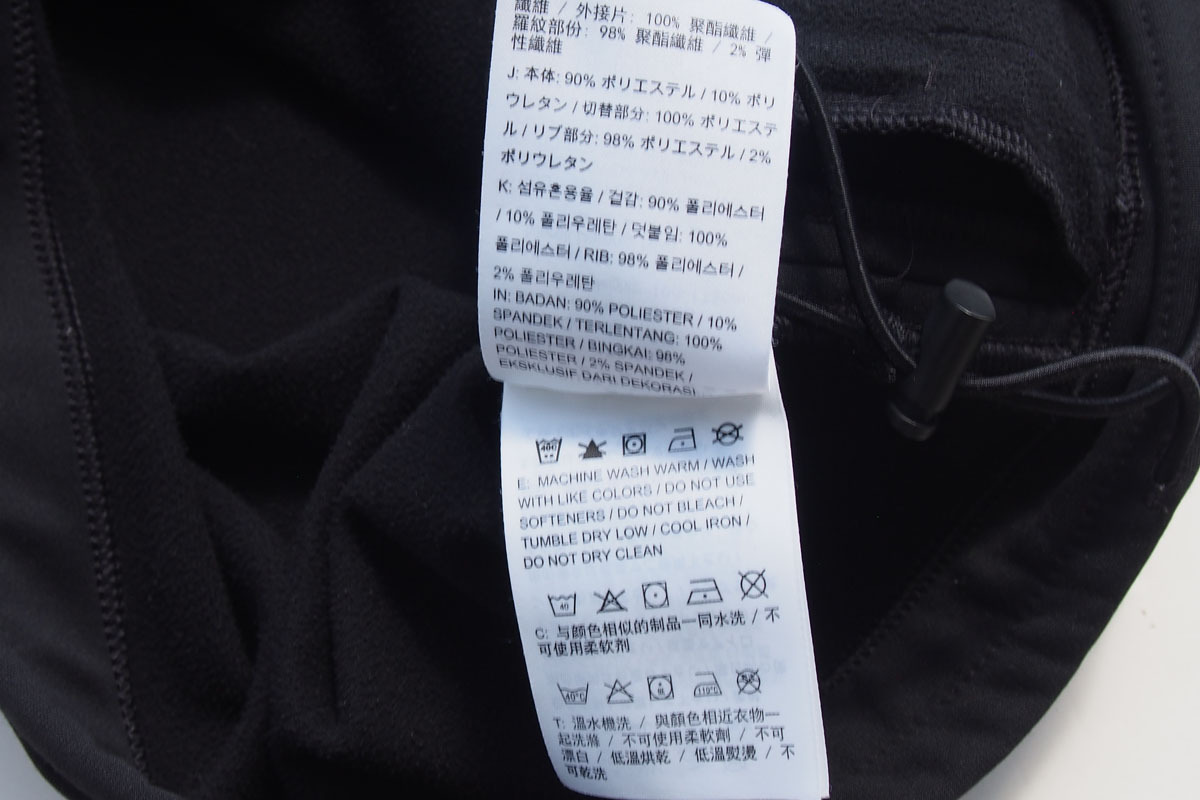 纖維 / 外接片: 100% 聚酯纖維 /
羅紋部份: 98% 聚酯纖維 / 2% 彈
性纖維
J: 本体: 90% ポリエステル / 10% ポリ
ウレタン / 切替部分: 100% ポリエステ
ル / リブ部分: 98% ポリエステル / 2%
ポリウレタン
K: 섬유혼용율 / 겉감: 90% 폴리에스터
/ 10% 폴리우레탄 / 덧붙임: 100%
폴리에스터 / RIB: 98% 폴리에스터 /
2% 폴리우레탄
IN: BADAN: 90% POLIESTER / 10%
SPANDEK / TERLENTANG: 100%
POLIESTER / BINGKAI: 98%
POLIESTER / 2% SPANDEK /
EKSKLUSIF DARI DEKORASI
40C
E: MACHINE WASH WARM / WASH
WITH LIKE COLORS / DO NOT USE
SOFTENERS / DO NOT BLEACH /
TUMBLE DRY LOW / COOL IRON /
DO NOT DRY CLEAN
40
C: 与颜色相似的制品一同水洗 / 不
可使用柔软剂
40°C 110°C
T: 溫水機洗 / 與顏色相近衣物一
起洗滌 / 不可使用柔軟劑 / 不可
漂白 / 低溫烘乾 / 低溫熨燙 / 不
可乾洗